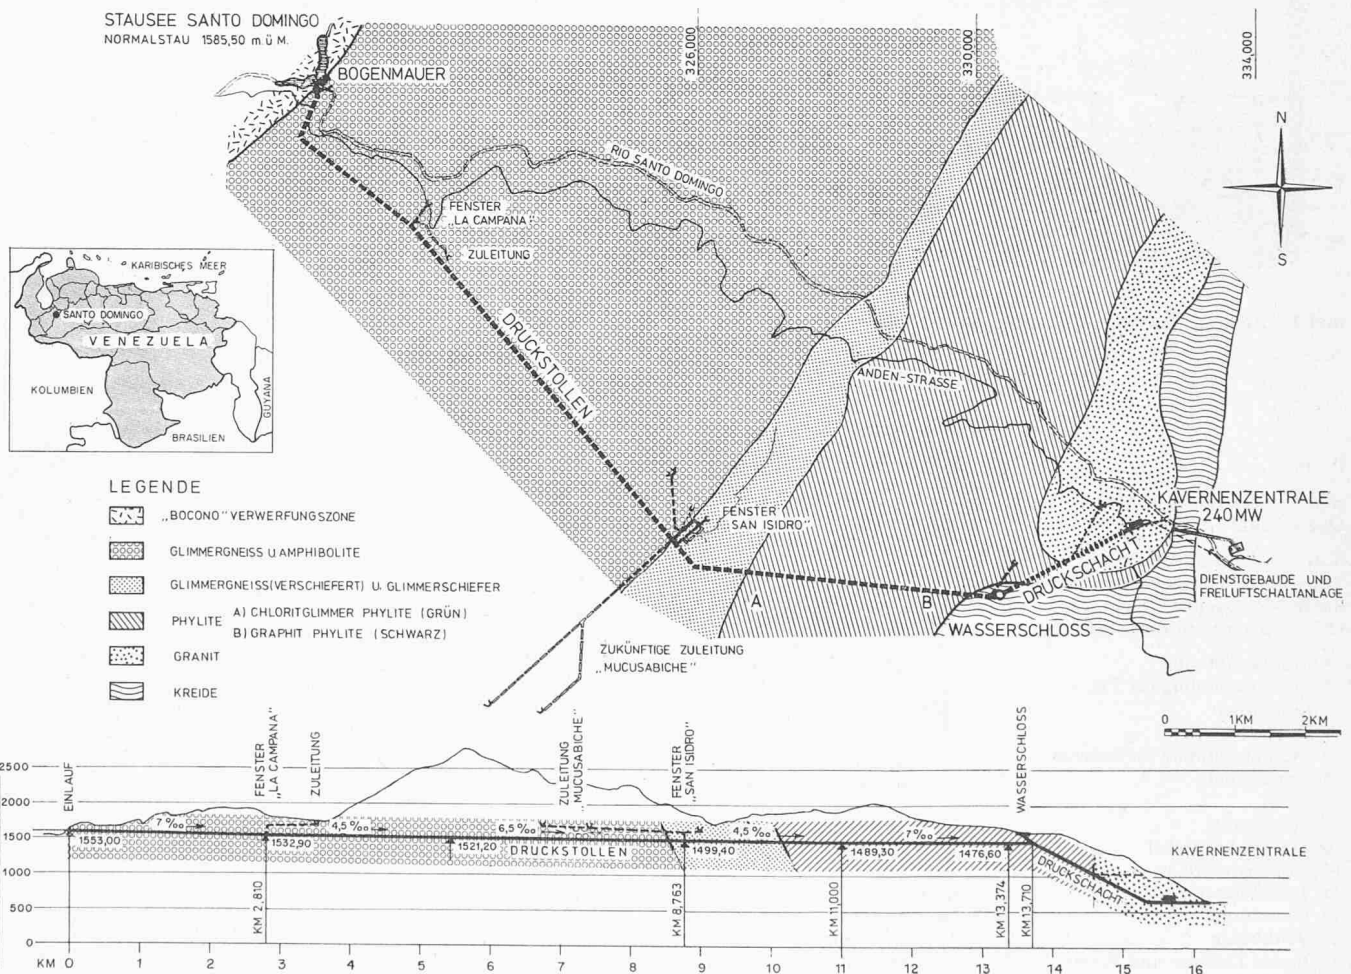 STAUSEE SANTO DOMINGO
NORMALSTAU 1585,50 m.ü M.
BOGENMAUER
326,000
330,000
334,000
N
S
RIO SANTO DOMINGO
FENSTER
„LA CAMPANA"
ZULEITUNG
KARIBISCHES MEER
SANTO DOMINGO
VENEZUELA
KOLUMBIEN
GUYANA
BRASILIEN
DRUCKSTOLLEN
ANDEN-STRASSE
FENSTER
„SAN ISIDRO"
KAVERNENZENTRALE
240MW
DRUCKSCHACHT
DIENSTGEBÄUDE UND
FREILUFTSCHALTANLAGE
A
B
WASSERSCHLOSS
ZUKÜNFTIGE ZULEITUNG
„MUCUSABICHE"
LEGENDE
„BOCONO" VERWERFUNGSZONE
GLIMMERGNEISS U.AMPHIBOLITE
GLIMMERGNEISS(VERSCHIEFERT) U. GLIMMERSCHIEFER
PHYLITE A) CHLORITGLIMMER PHYLITE (GRÜN)
B) GRAPHIT PHYLITE (SCHWARZ)
GRANIT
KREIDE
0 1KM 2KM
EINLAUF
FENSTER
„LA CAMPANA"
ZULEITUNG
ZULEITUNG
„MUCUSABICHE"
FENSTER
„SAN ISIDRO"
WASSERSCHLOSS
2500
2000
1500
1000
500
0
7 %o
4,5 %o
6,5 %o
4,5 %o
7 %o
1553,00
1532,90
1521,20
DRUCKSTOLLEN
1499,40
1489,30
1476,60
DRUCKSCHACHT
KAVERNENZENTRALE
KM 2,810
KM 8,763
KM 11,000
KM 13,374
KM 13,710
KM 0 1 2 3 4 5 6 7 8 9 10 11 12 13 14 15 16